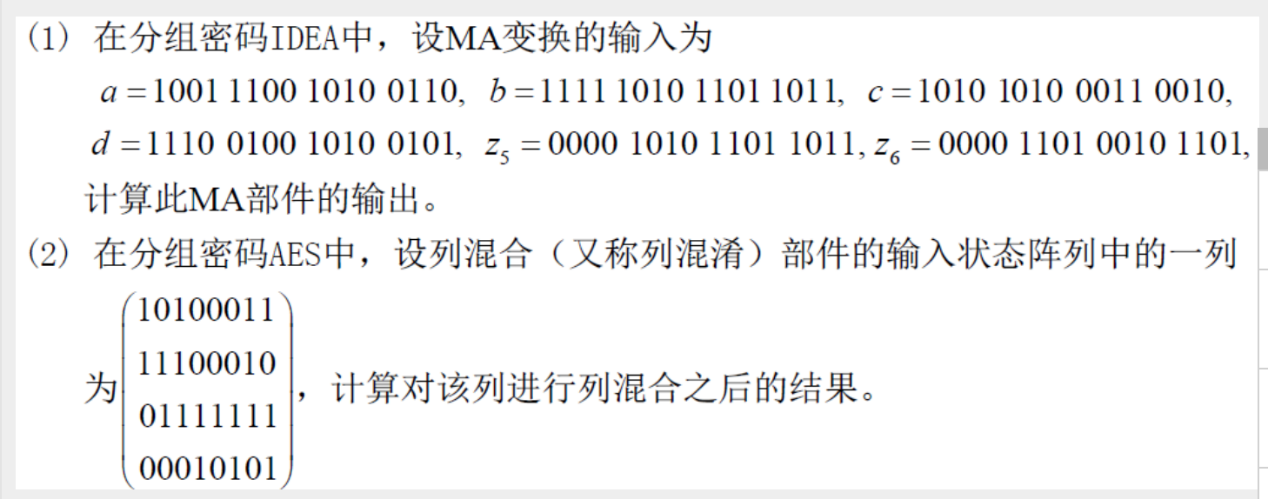 (1) 在分组密码IDEA中，设MA变换的输入为
a = 1001 1100 1010 0110, b = 1111 1010 1101 1011, c = 1010 1010 0011 0010,
d = 1110 0100 1010 0101, z₅ = 0000 1010 1101 1011, z₆ = 0000 1101 0010 1101,
计算此MA部件的输出。
(2) 在分组密码AES中，设列混合（又称列混淆）部件的输入状态阵列中的一列
10100011
11100010
为 ，计算对该列进行列混合之后的结果。
01111111
00010101